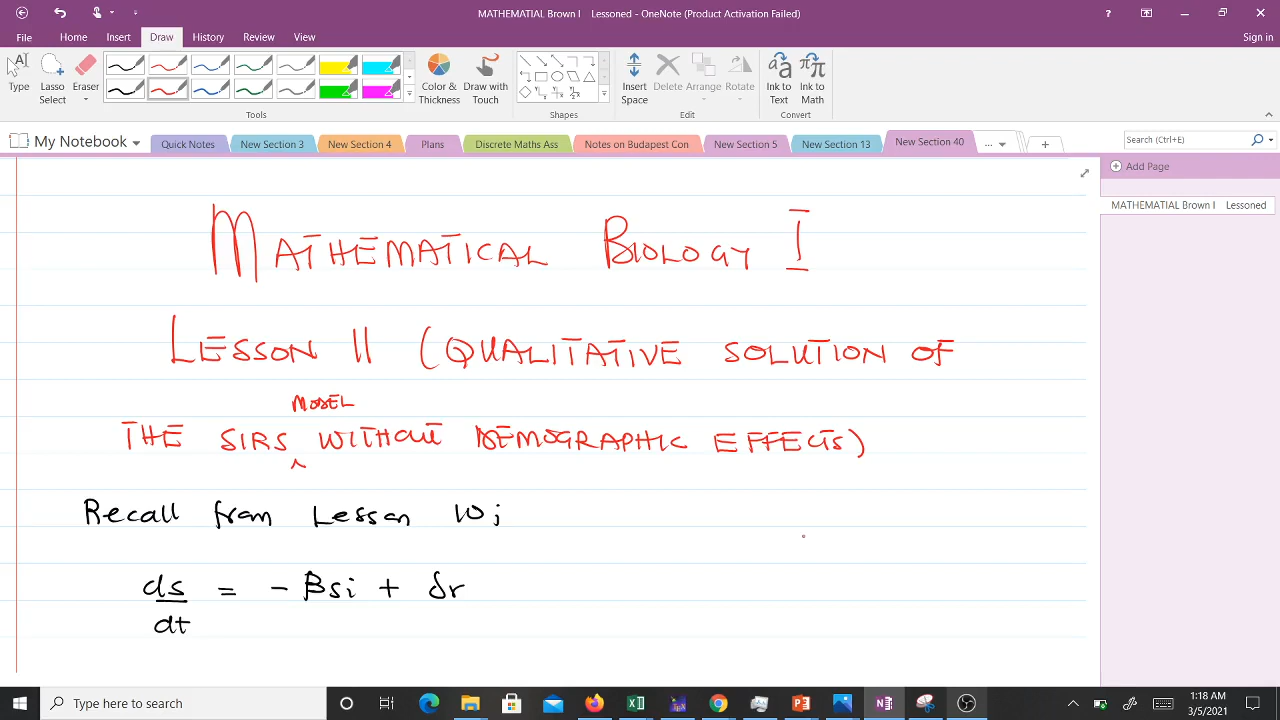 MATHEMATIAL Brown I Lessoned - OneNote (Product Activation Failed)
File Home Insert Draw History Review View Sign in
Type Lasso Select Eraser Color & Thickness Draw with Touch Insert Space Delete Arrange Rotate Ink to Text Ink to Math
Tools Shapes Edit Convert
My Notebook Quick Notes New Section 3 New Section 4 Plans Discrete Maths Ass Notes on Budapest Con New Section 5 New Section 13 New Section 40 ... Search (Ctrl+E)
Add Page
MATHEMATIAL Brown I Lessoned
MATHEMATICAL BIOLOGY I
LESSON 11 (QUALITATIVE SOLUTION OF
MODEL
THE SIRS ^ WITHOUT DEMOGRAPHIC EFFECTS)
Recall from Lesson 10;
ds/dt = - βsi + δr
Type here to search
1:18 AM
3/5/2021